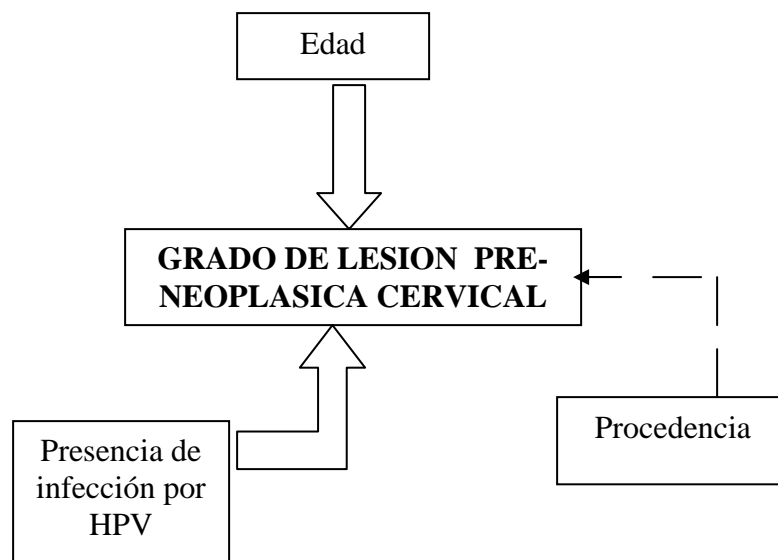 Edad
GRADO DE LESION PRE-
NEOPLASICA CERVICAL
Procedencia
Presencia de
infección por
HPV